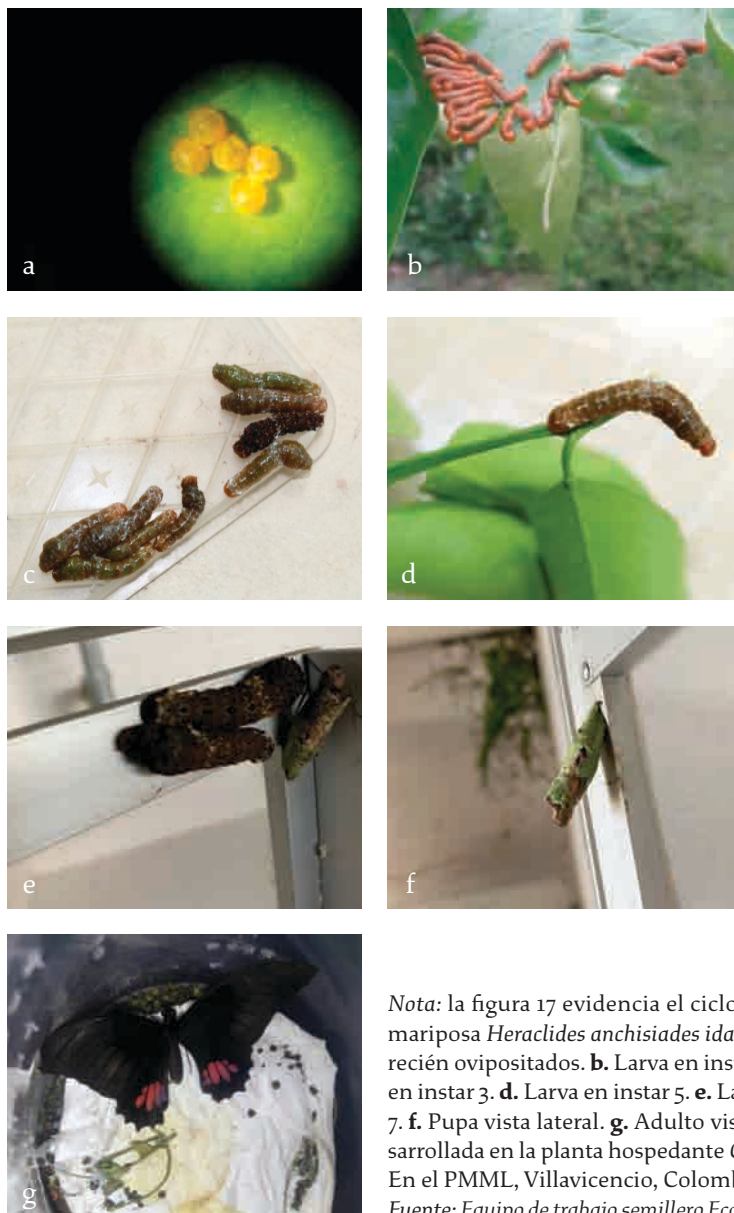 a
b
c
d
e
f
g
Nota: la figura 17 evidencia el ciclo
mariposa Heraclides anchisiades ida
recién ovipositados. b. Larva en inst
en instar 3. d. Larva en instar 5. e. La
7. f. Pupa vista lateral. g. Adulto vis
sarrollada en la planta hospedante
En el PMML, Villavicencio, Colomb
Fuente: Equipo de trabajo semillero Eco